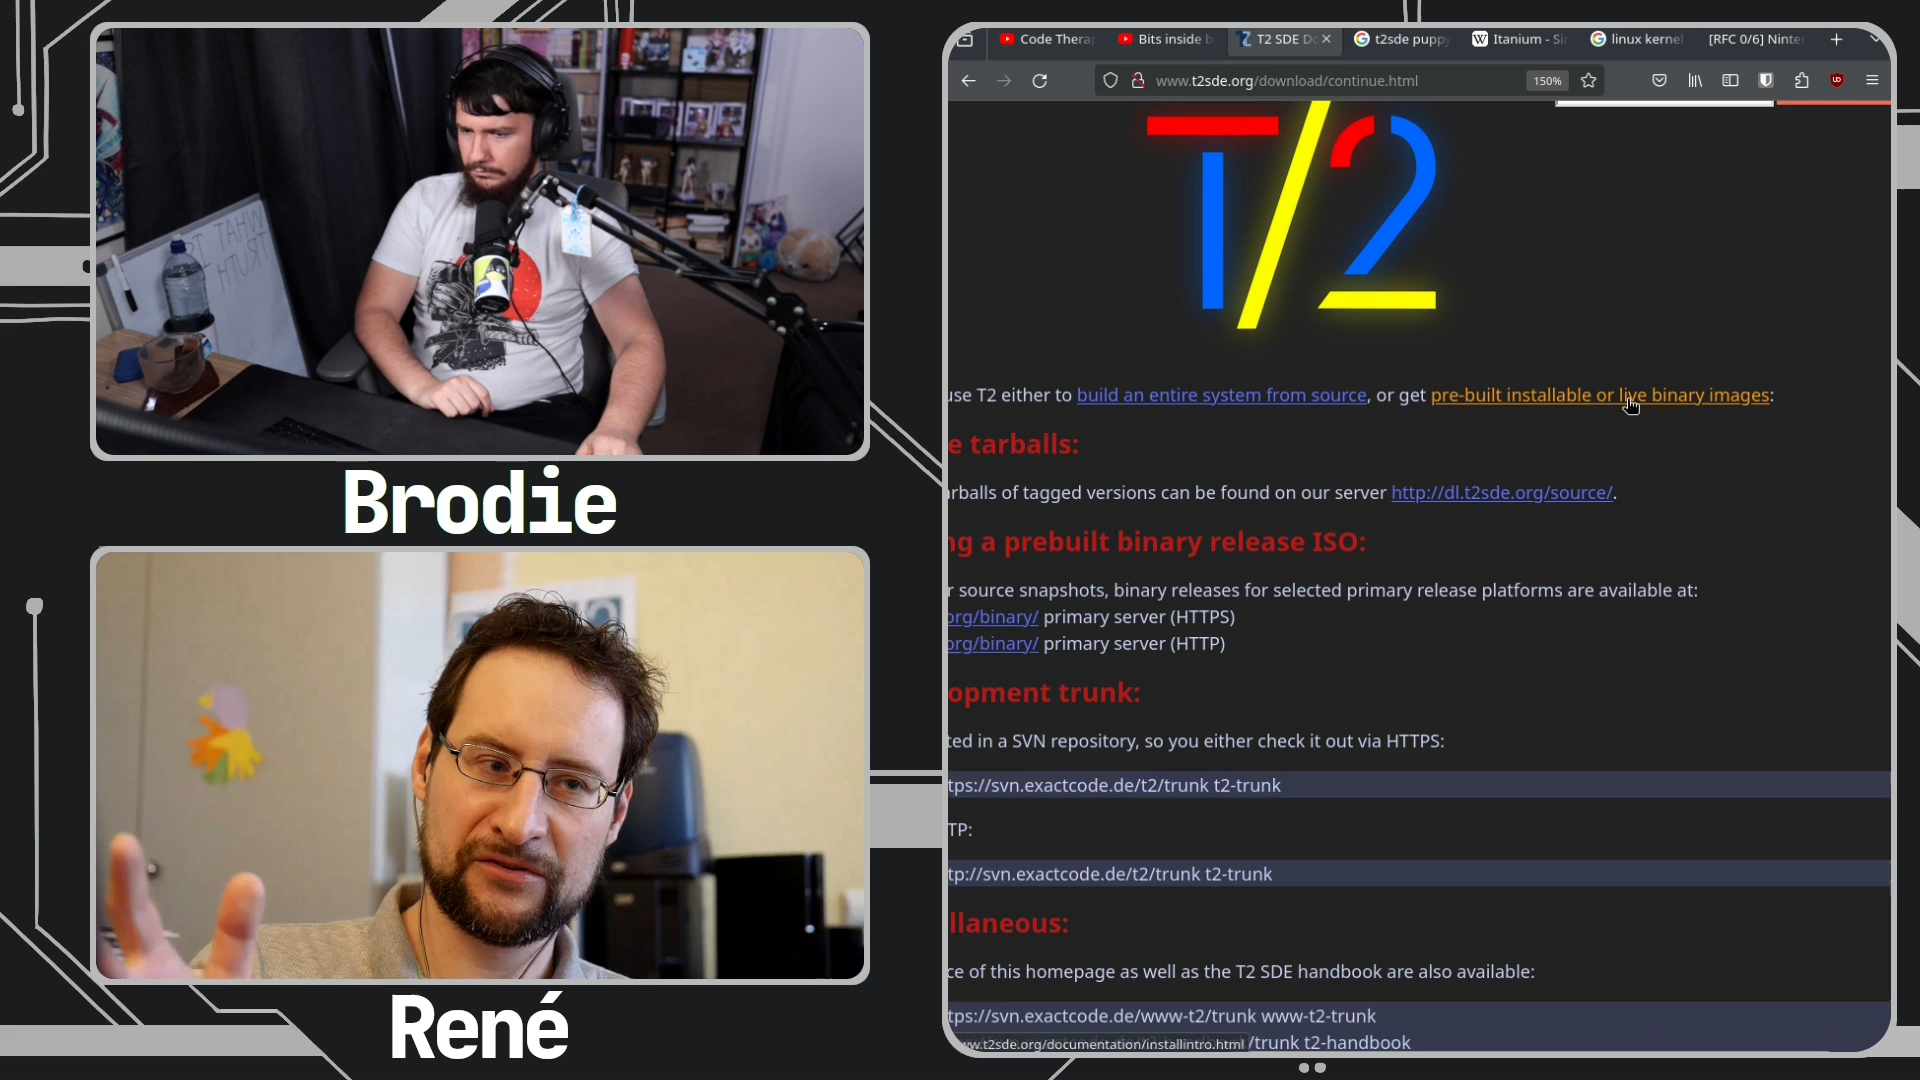 Code Thera
Bits inside b
T2 SDE Do
t2sde pupp
Itanium - Si
linux kerne
[RFC 0/6] Ninte
www.t2sde.org/download/continue.html
150%
T/2
use T2 either to build an entire system from source, or get pre-built installable or live binary images:
e tarballs:
arballs of tagged versions can be found on our server http://dl.t2sde.org/source/.
ng a prebuilt binary release ISO:
r source snapshots, binary releases for selected primary release platforms are available at:
org/binary/ primary server (HTTPS)
org/binary/ primary server (HTTP)
opment trunk:
ted in a SVN repository, so you either check it out via HTTPS:
tps://svn.exactcode.de/t2/trunk t2-trunk
TP:
tp://svn.exactcode.de/t2/trunk t2-trunk
llaneous:
ce of this homepage as well as the T2 SDE handbook are also available:
tps://svn.exactcode.de/www-t2/trunk www-t2-trunk
/trunk t2-handbook
ww.t2sde.org/documentation/installintro.html
WHAT
TRUTH
Brodie
René